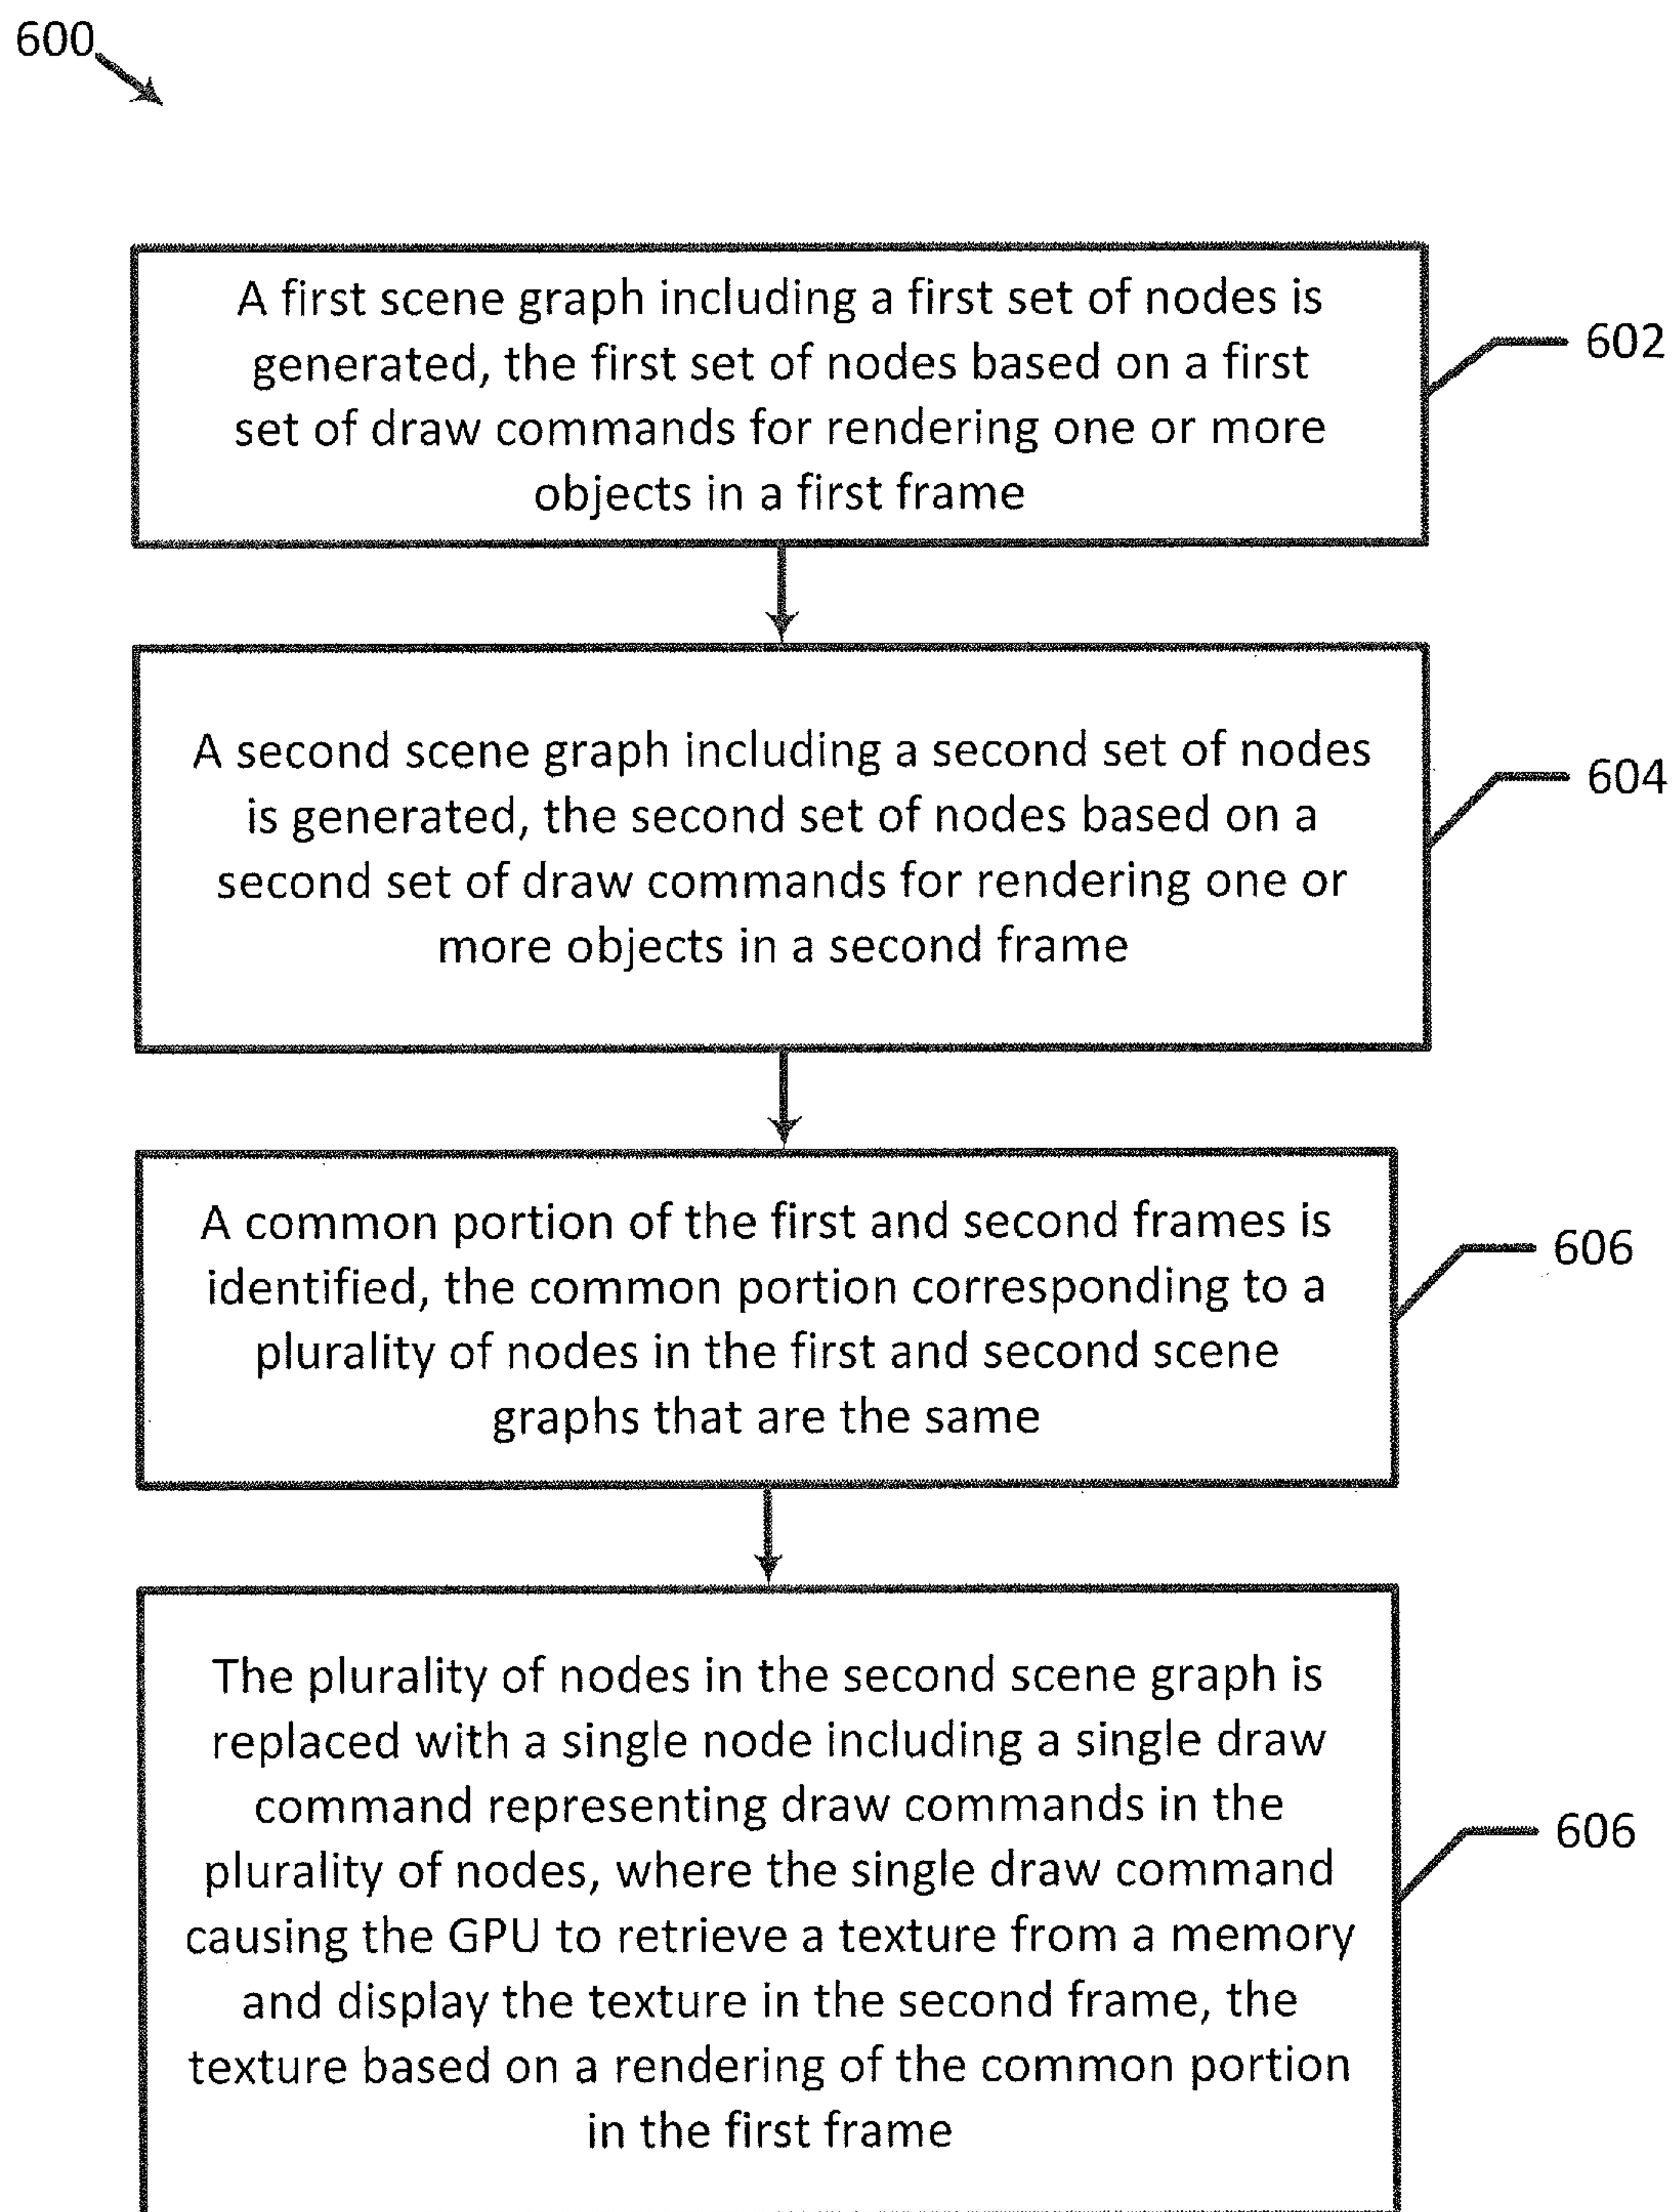 600
A first scene graph including a first set of nodes is
generated, the first set of nodes based on a first
set of draw commands for rendering one or more
objects in a first frame
602
A second scene graph including a second set of nodes
is generated, the second set of nodes based on a
second set of draw commands for rendering one or
more objects in a second frame
604
A common portion of the first and second frames is
identified, the common portion corresponding to a
plurality of nodes in the first and second scene
graphs that are the same
606
The plurality of nodes in the second scene graph is
replaced with a single node including a single draw
command representing draw commands in the
plurality of nodes, where the single draw command
causing the GPU to retrieve a texture from a memory
and display the texture in the second frame, the
texture based on a rendering of the common portion
in the first frame
606